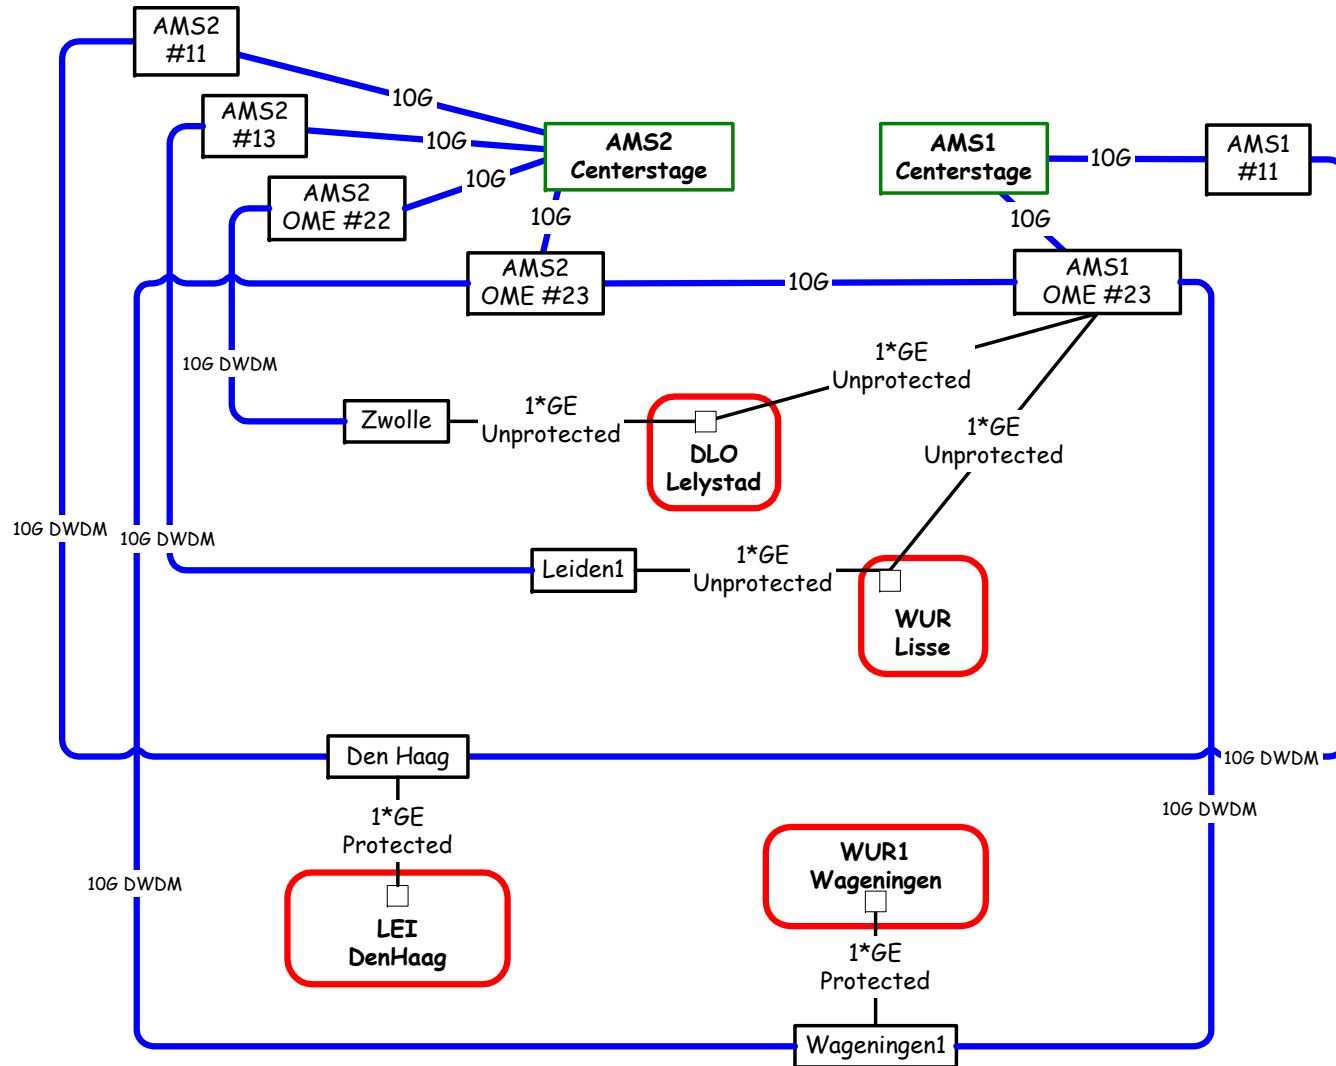 AMS2
#11
10G
AMS2
#13
10G
AMS2
Centerstage
AMS1
Centerstage
10G
AMS1
#11
AMS2
OME #22
10G
10G
10G
AMS2
OME #23
10G
AMS1
OME #23
10G DWDM
1*GE
Unprotected
Zwolle
1*GE
Unprotected
1*GE
Unprotected
DLO
Lelystad
10G DWDM
10G DWDM
Leiden1
1*GE
Unprotected
WUR
Lisse
Den Haag
10G DWDM
1*GE
Protected
10G DWDM
WUR1
Wageningen
10G DWDM
LEI
DenHaag
1*GE
Protected
Wageningen1